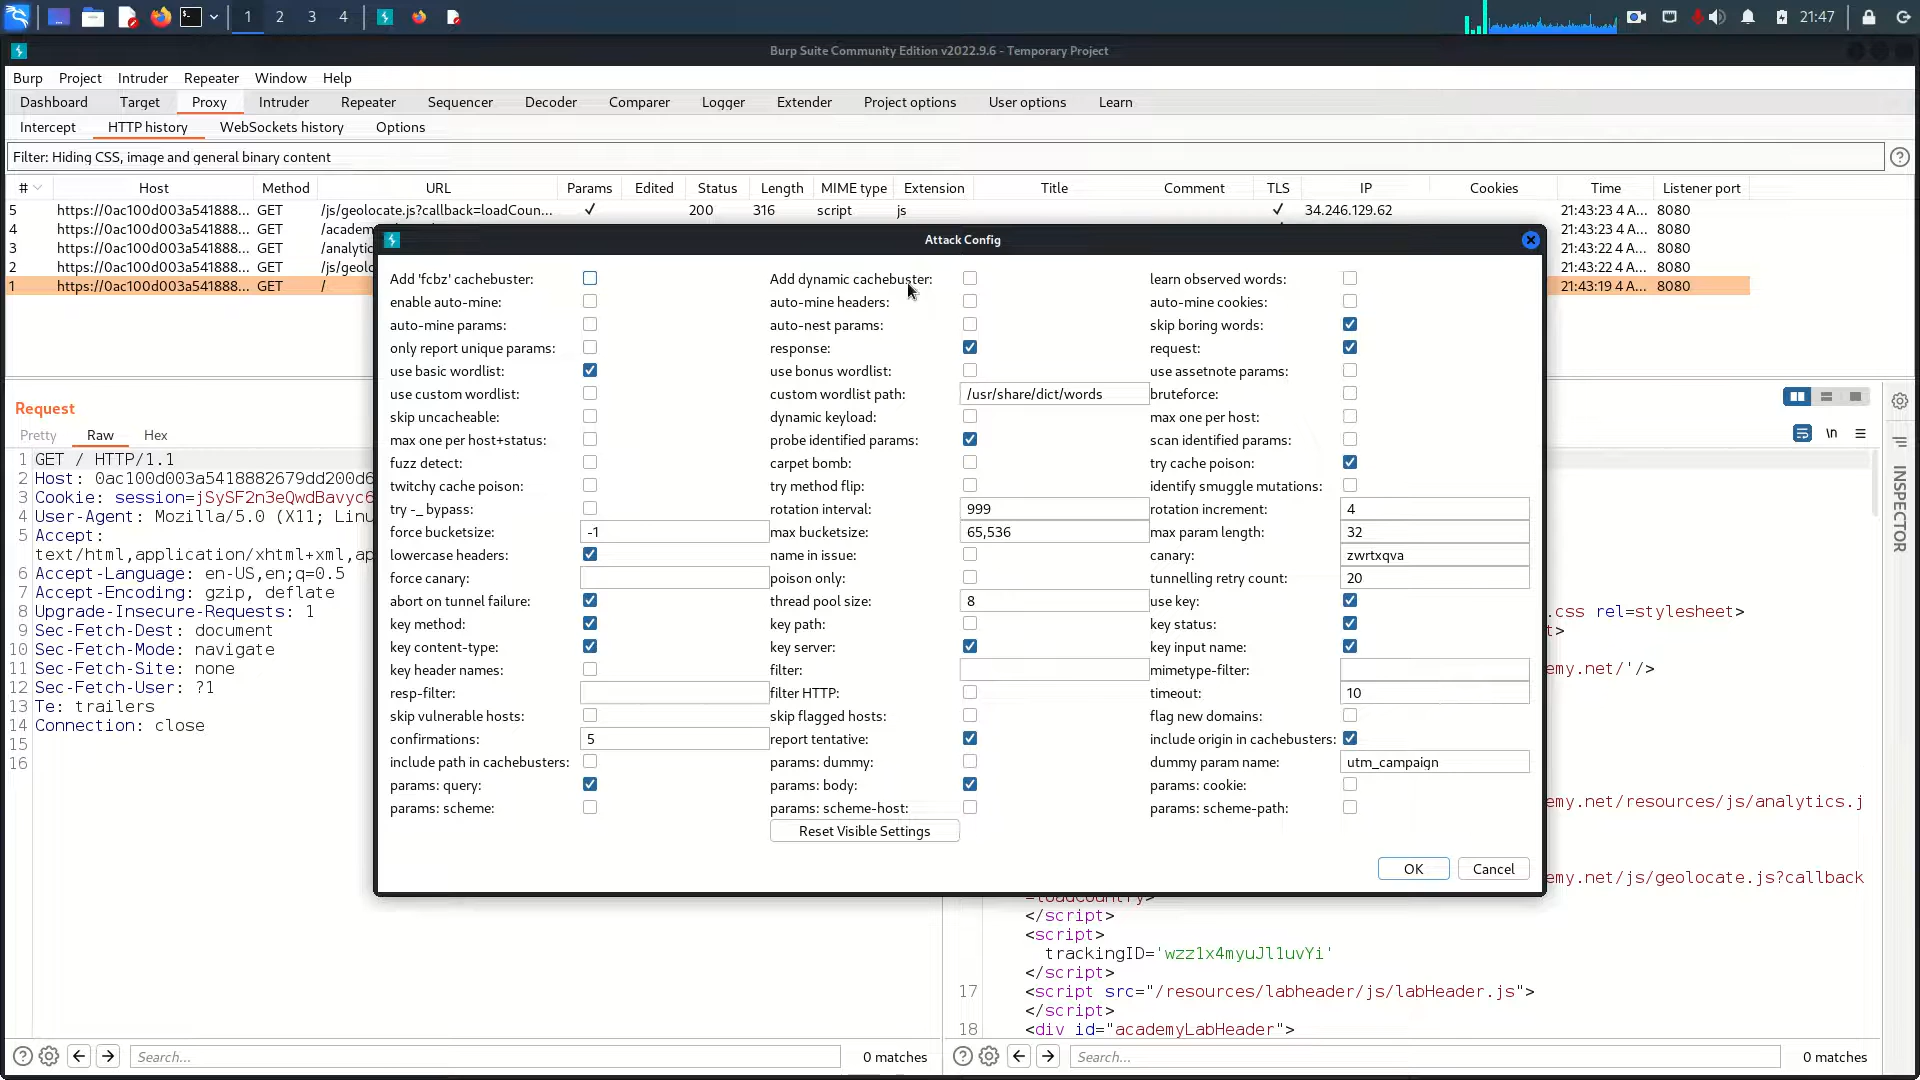 1 2 3 4 21:47
Burp Suite Community Edition v2022.9.6 - Temporary Project
Burp Project Intruder Repeater Window Help
Dashboard Target Proxy Intruder Repeater Sequencer Decoder Comparer Logger Extender Project options User options Learn
Intercept HTTP history WebSockets history Options
Filter: Hiding CSS, image and general binary content
# Host Method URL Params Edited Status Length MIME type Extension Title Comment TLS IP Cookies Time Listener port
5 https://0ac100d003a541888... GET /js/geolocate.js?callback=loadCoun... ✓ 200 316 script js ✓ 34.246.129.62 21:43:23 4 A... 8080
4 https://0ac100d003a541888... GET /acade 21:43:23 4 A... 8080
3 https://0ac100d003a541888... GET /analytic 21:43:22 4 A... 8080
2 https://0ac100d003a541888... GET /js/geol 21:43:22 4 A... 8080
1 https://0ac100d003a541888... GET / 21:43:19 4 A... 8080
Attack Config
Add 'fcbz' cachebuster: Add dynamic cachebuster: learn observed words:
enable auto-mine: auto-mine headers: auto-mine cookies:
auto-mine params: auto-nest params: skip boring words:
only report unique params: response: request:
use basic wordlist: use bonus wordlist: use assetnote params:
use custom wordlist: custom wordlist path: /usr/share/dict/words bruteforce:
skip uncacheable: dynamic keyload: max one per host:
max one per host+status: probe identified params: scan identified params:
fuzz detect: carpet bomb: try cache poison:
twitchy cache poison: try method flip: identify smuggle mutations:
try -_ bypass: rotation interval: 999 rotation increment: 4
force bucketsize: -1 max bucketsize: 65,536 max param length: 32
lowercase headers: name in issue: canary: zwrtxqva
force canary: poison only: tunnelling retry count: 20
abort on tunnel failure: thread pool size: 8 use key:
key method: key path: key status:
key content-type: key server: key input name:
key header names: filter: mimetype-filter:
resp-filter: filter HTTP: timeout: 10
skip vulnerable hosts: skip flagged hosts: flag new domains:
confirmations: 5 report tentative: include origin in cachebusters:
include path in cachebusters: params: dummy: dummy param name: utm_campaign
params: query: params: body: params: cookie:
params: scheme: params: scheme-host: params: scheme-path:
Reset Visible Settings
OK Cancel
Request
Pretty Raw Hex
1 GET / HTTP/1.1
2 Host: 0ac100d003a5418882679dd200d6
3 Cookie: session=jSySF2n3eQwdBavyc6
4 User-Agent: Mozilla/5.0 (X11; Linu
5 Accept:
text/html,application/xhtml+xml,ap
6 Accept-Language: en-US,en;q=0.5
7 Accept-Encoding: gzip, deflate
8 Upgrade-Insecure-Requests: 1
9 Sec-Fetch-Dest: document
10 Sec-Fetch-Mode: navigate
11 Sec-Fetch-Site: none
12 Sec-Fetch-User: ?1
13 Te: trailers
14 Connection: close
15
16
\n
INSPECTOR
.css rel=stylesheet>
t>
emy.net/'/>
emy.net/resources/js/analytics.j
emy.net/js/geolocate.js?callback
=loadCountry>
</script>
<script>
trackingID='wzz1x4myuJl1uvYi'
</script>
17 <script src="/resources/labheader/js/labHeader.js">
</script>
18 <div id="academyLabHeader">
Search... 0 matches
Search... 0 matches